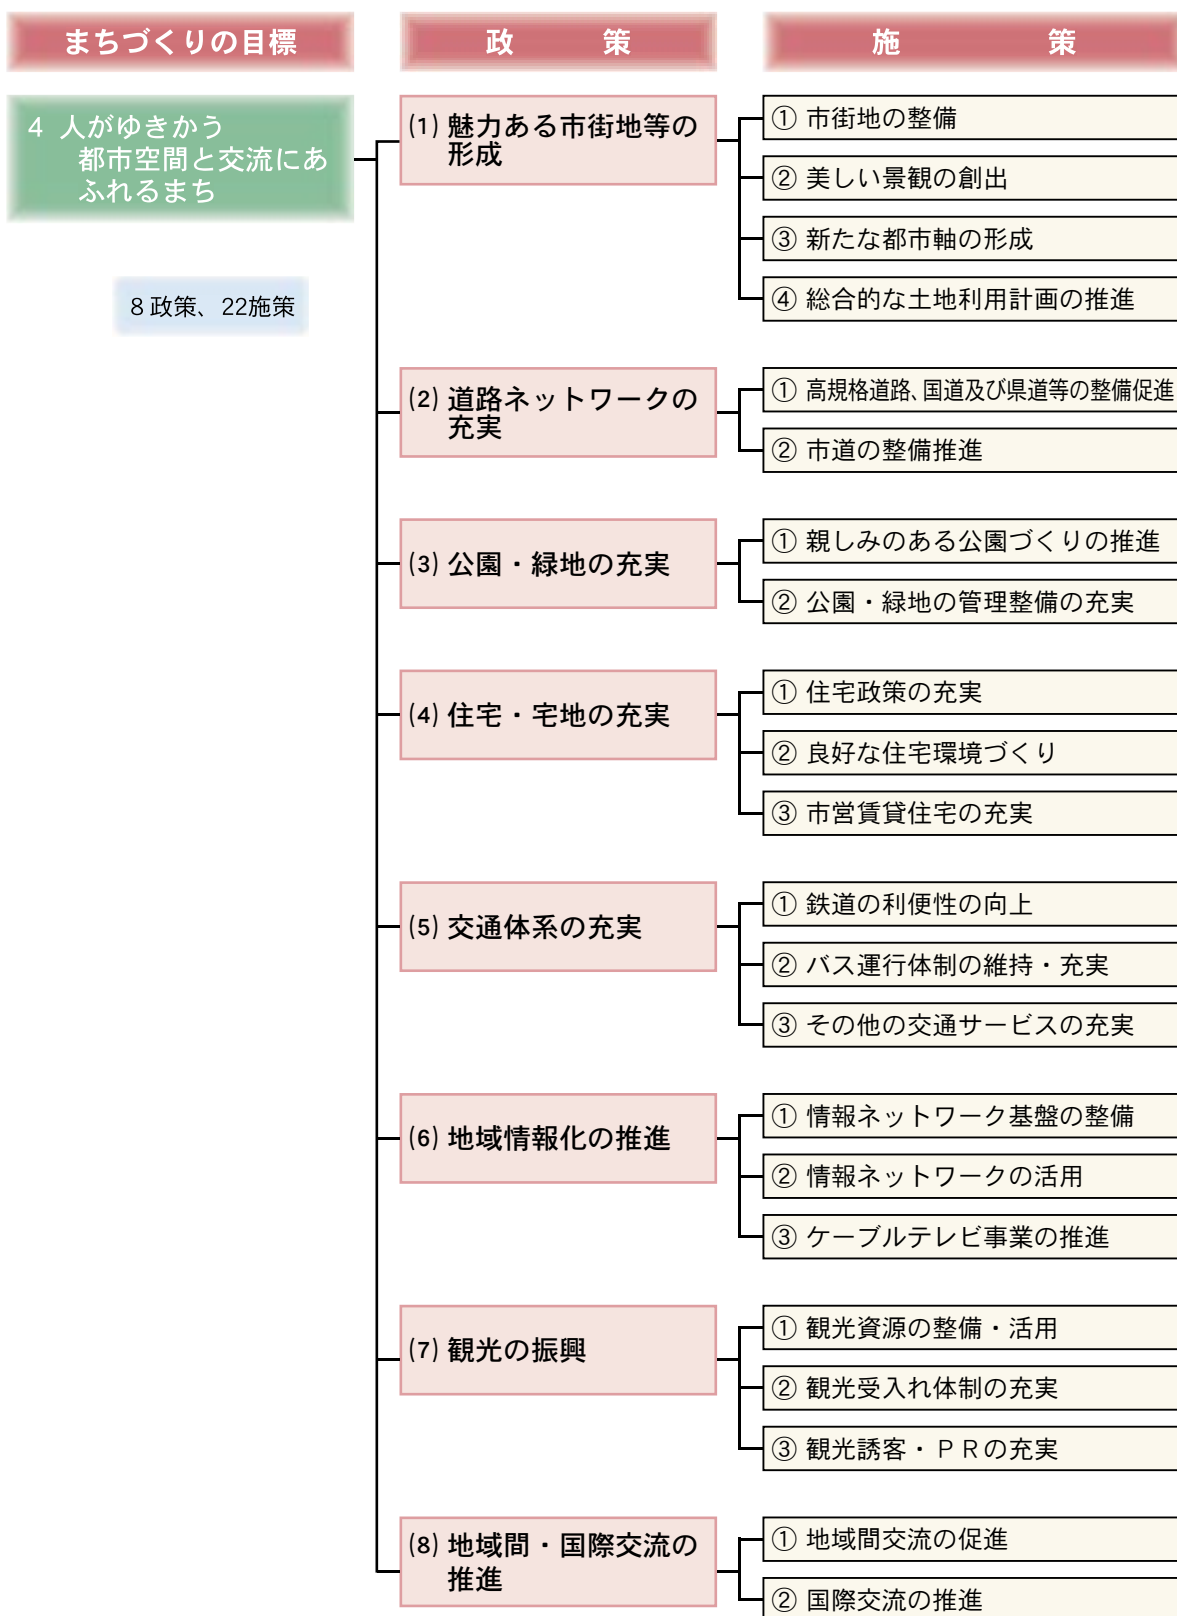 まちづくりの目標
政　策
施　策
4 人がゆきかう
都市空間と交流にあ
ふれるまち
8政策、22施策
(1) 魅力ある市街地等の
形成
① 市街地の整備
② 美しい景観の創出
③ 新たな都市軸の形成
④ 総合的な土地利用計画の推進
(2) 道路ネットワークの
充実
① 高規格道路、国道及び県道等の整備促進
② 市道の整備推進
(3) 公園・緑地の充実
① 親しみのある公園づくりの推進
② 公園・緑地の管理整備の充実
(4) 住宅・宅地の充実
① 住宅政策の充実
② 良好な住宅環境づくり
③ 市営賃貸住宅の充実
(5) 交通体系の充実
① 鉄道の利便性の向上
② バス運行体制の維持・充実
③ その他の交通サービスの充実
(6) 地域情報化の推進
① 情報ネットワーク基盤の整備
② 情報ネットワークの活用
③ ケーブルテレビ事業の推進
(7) 観光の振興
① 観光資源の整備・活用
② 観光受入れ体制の充実
③ 観光誘客・ＰＲの充実
(8) 地域間・国際交流の
推進
① 地域間交流の促進
② 国際交流の推進